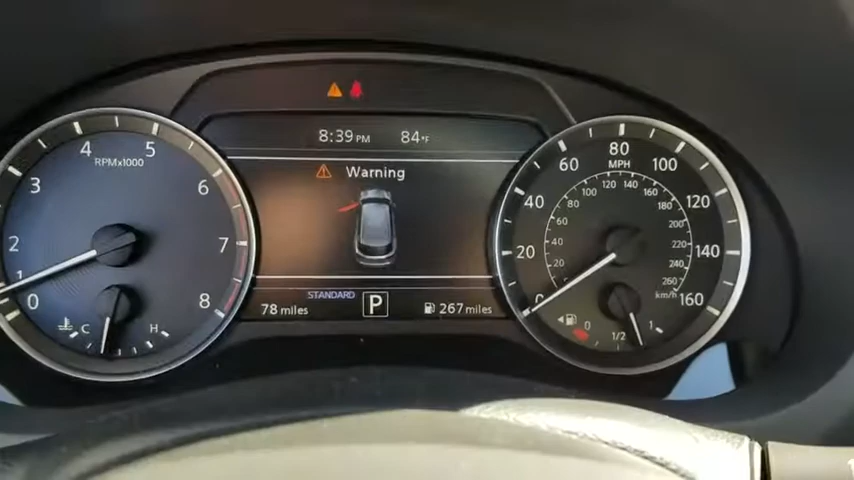 8:39 PM 84°F
Warning
STANDARD
78 miles P 267 miles
RPMx1000
0 1 2 3 4 5 6 7 8
C H
MPH
0 20 40 60 80 100 120 140 160
20 40 60 80 100 120 140 160 180 200 220 240 260
km/h
0 1/2 1